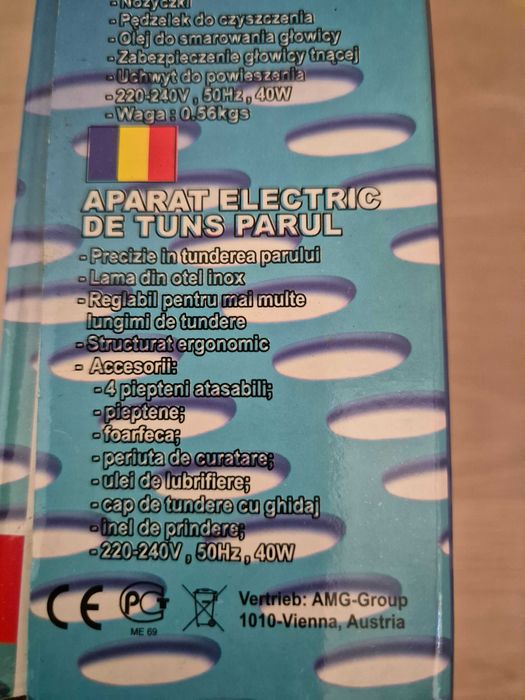 -Nożyczki
-Pędzelek do czyszczenia
-Olej do smarowania głowicy
-Zabezpieczenie głowicy tnącej
-Uchwyt do powieszenia
-220-240V , 50Hz , 40W
-Waga : 0.56kgs
APARAT ELECTRIC
DE TUNS PARUL
- Precizie in tunderea parului
- Lama din otel inox
- Reglabil pentru mai multe
lungimi de tundere
- Structurat ergonomic
- Accesorii:
- 4 piepteni atasabili;
- pieptene;
- foarfeca;
- periuta de curatare;
- ulei de lubrifiere;
- cap de tundere cu ghidaj
- inel de prindere;
- 220-240V , 50Hz , 40W
CE PCT
ME 69
Vertrieb: AMG-Group
1010-Vienna, Austria